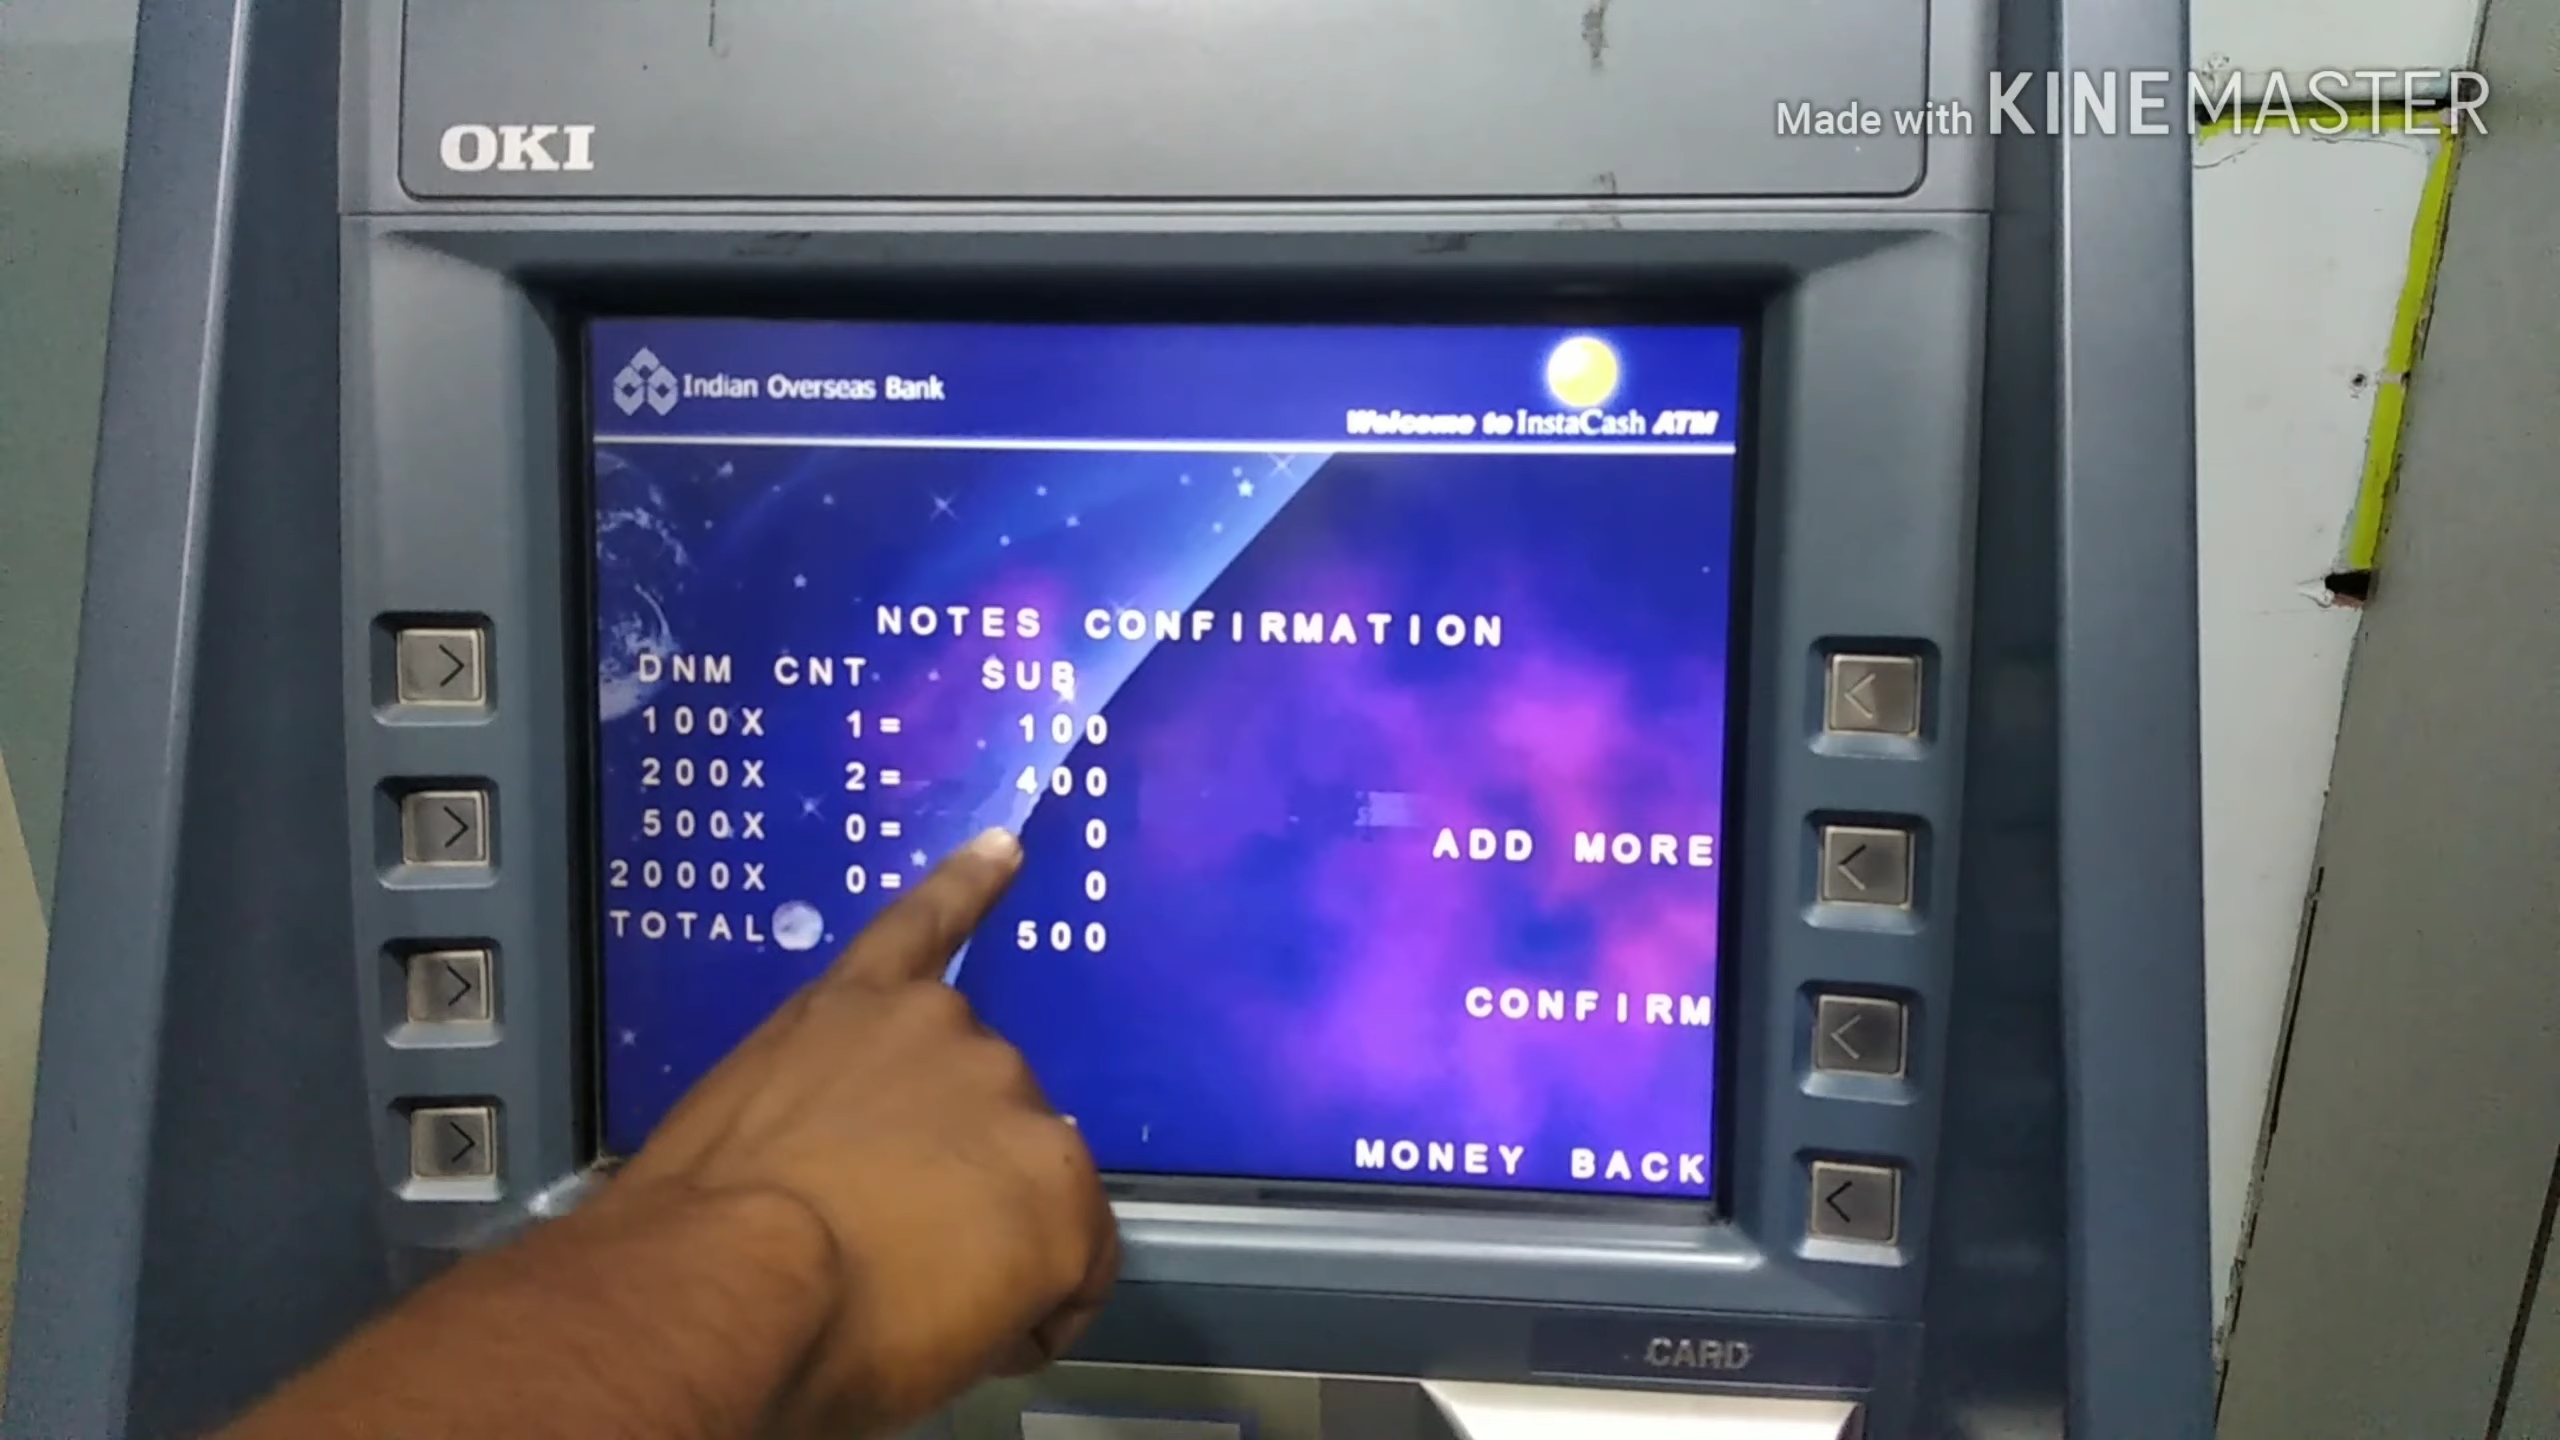 Made with KINEMASTER
OKI
Indian Overseas Bank
Welcome to InstaCash ATM
NOTES CONFIRMATION
DNM CNT SUB
100X 1= 100
200X 2= 400
500X 0= 0
2000X 0= 0
TOTAL 500
ADD MORE
CONFIRM
MONEY BACK
CARD